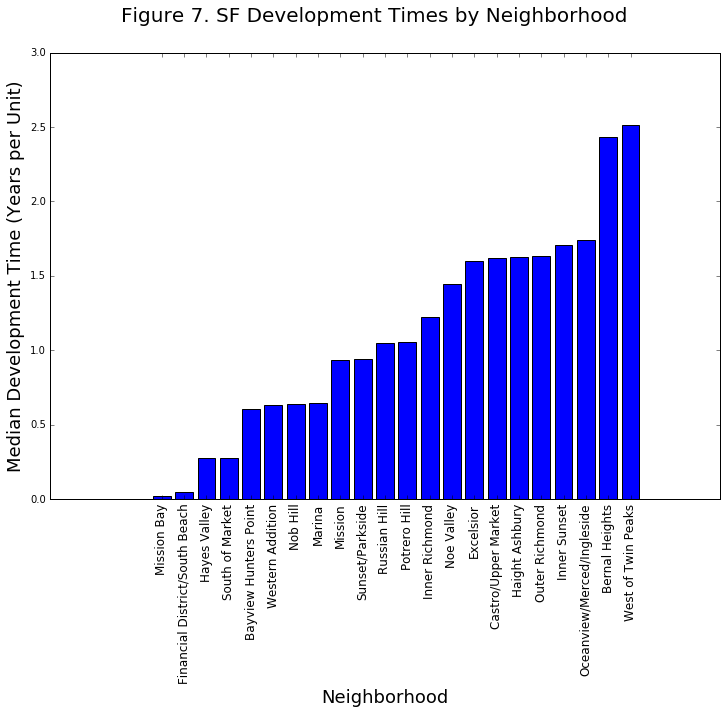 Figure 7. SF Development Times by Neighborhood
Median Development Time (Years per Unit)
3.0
2.5
2.0
1.5
1.0
0.5
0.0
Mission Bay
Financial District/South Beach
Hayes Valley
South of Market
Bayview Hunters Point
Western Addition
Nob Hill
Marina
Mission
Sunset/Parkside
Russian Hill
Potrero Hill
Inner Richmond
Noe Valley
Excelsior
Castro/Upper Market
Haight Ashbury
Outer Richmond
Inner Sunset
Oceanview/Merced/Ingleside
Bernal Heights
West of Twin Peaks
Neighborhood